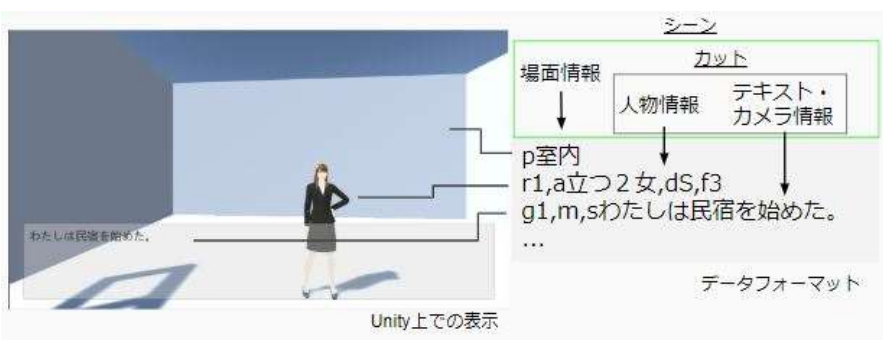 シーン
カット
場面情報
人物情報
テキスト・
カメラ情報
p室内
r1,a立つ２女,dS,f3
g1,m,sわたしは民宿を始めた。
...
わたしは民宿を始めた。
データフォーマット
Unity上での表示